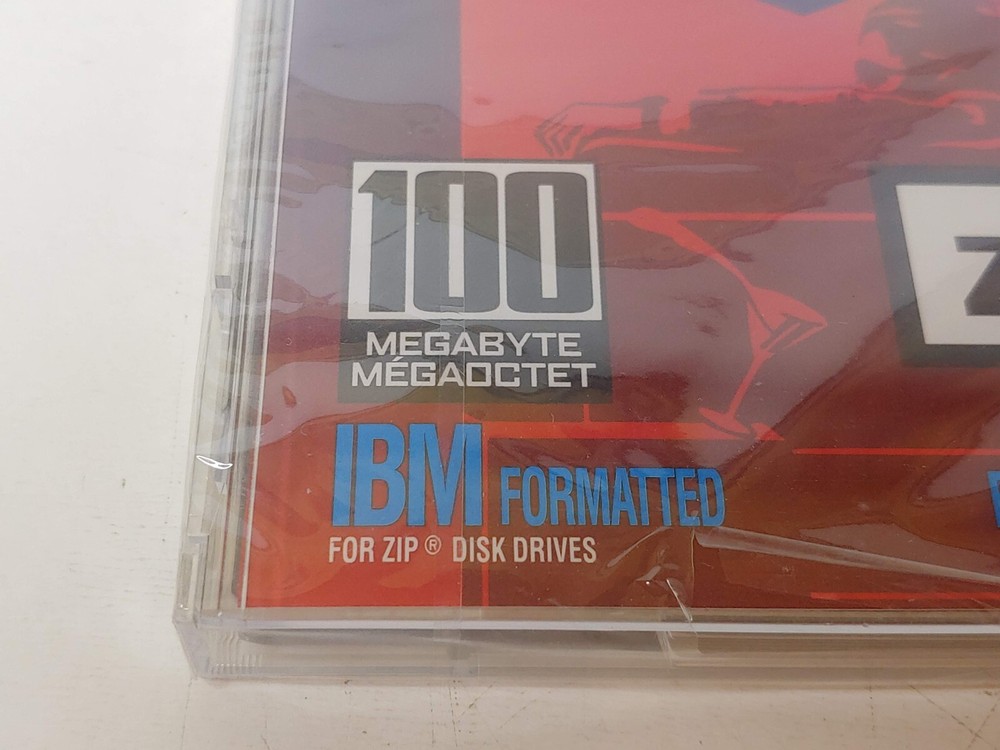 100
MEGABYTE
MÉGAOCTET
IBM FORMATTED
FOR ZIP® DISK DRIVES
Z